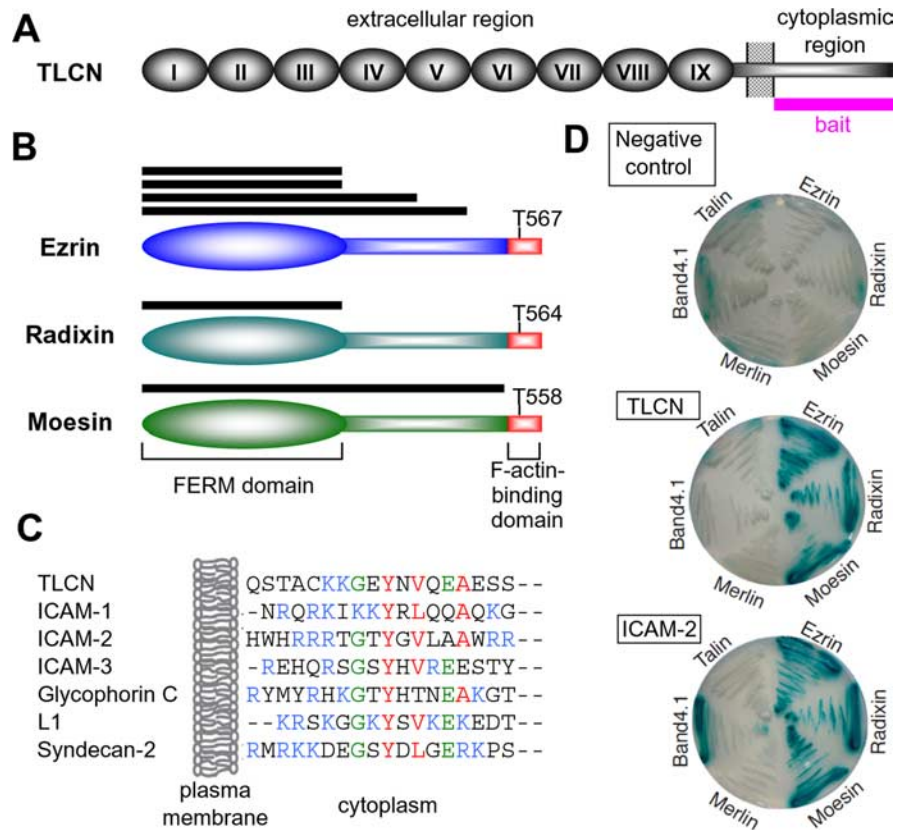 A
extracellular region
cytoplasmic
region
TLCN
I II III IV V VI VII VIII IX
bait
B
T567
Ezrin
T564
Radixin
T558
Moesin
FERM domain
F-actin-
binding
domain
C
TLCN QSTACKKGEYNVQEAESS--
ICAM-1 -NRQRKIKKYRLQQAQKG-
ICAM-2 HWHRRRTGTYGVLAAWRR
ICAM-3 -REHQRSGSYHVREESTY
Glycophorin C RYMYRHKGTYHTNEAKGT
L1 --KRSKGGKYSVKEKEDT--
Syndecan-2 RMRKKDEGSYDLGERKPS--
plasma
membrane
cytoplasm
D
Negative
control
Talin
Ezrin
Band4.1
Radixin
Merlin
Moesin
TLCN
Talin
Ezrin
Band4.1
Radixin
Merlin
Moesin
ICAM-2
Talin
Ezrin
Band4.1
Radixin
Merlin
Moesin